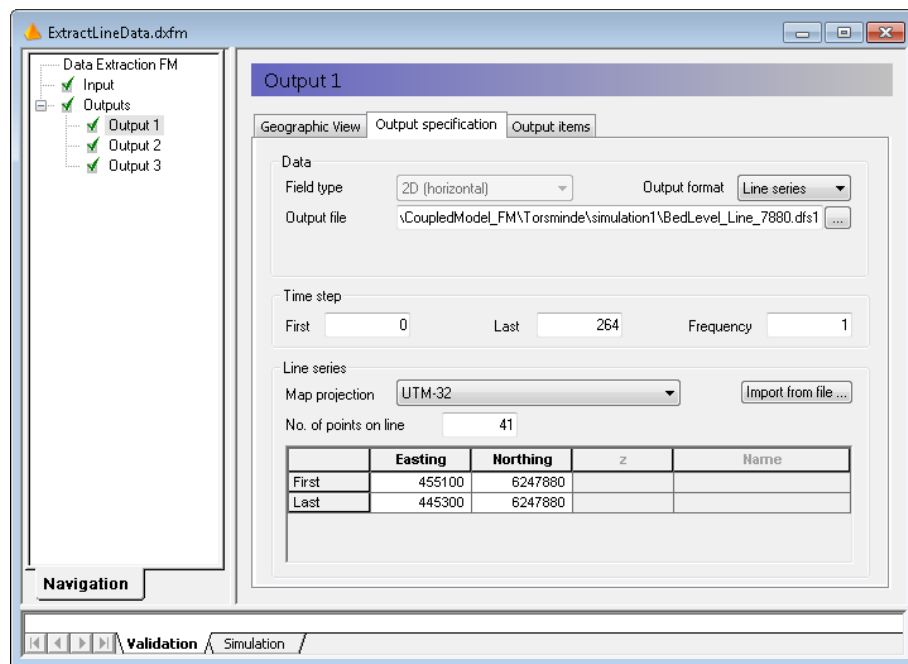 ExtractLineData.dxfm
Data Extraction FM
Input
Outputs
Output 1
Output 2
Output 3
Navigation
Output 1
Geographic View Output specification Output items
Data
Field type 2D (horizontal) Output format Line series
Output file \CoupledModel_FM\Torsminde\simulation1\BedLevel_Line_7880.dfs1 ...
Time step
First 0 Last 264 Frequency 1
Line series
Map projection UTM-32 Import from file ...
No. of points on line 41
Easting Northing z Name
First 455100 6247880
Last 445300 6247880
Validation Simulation